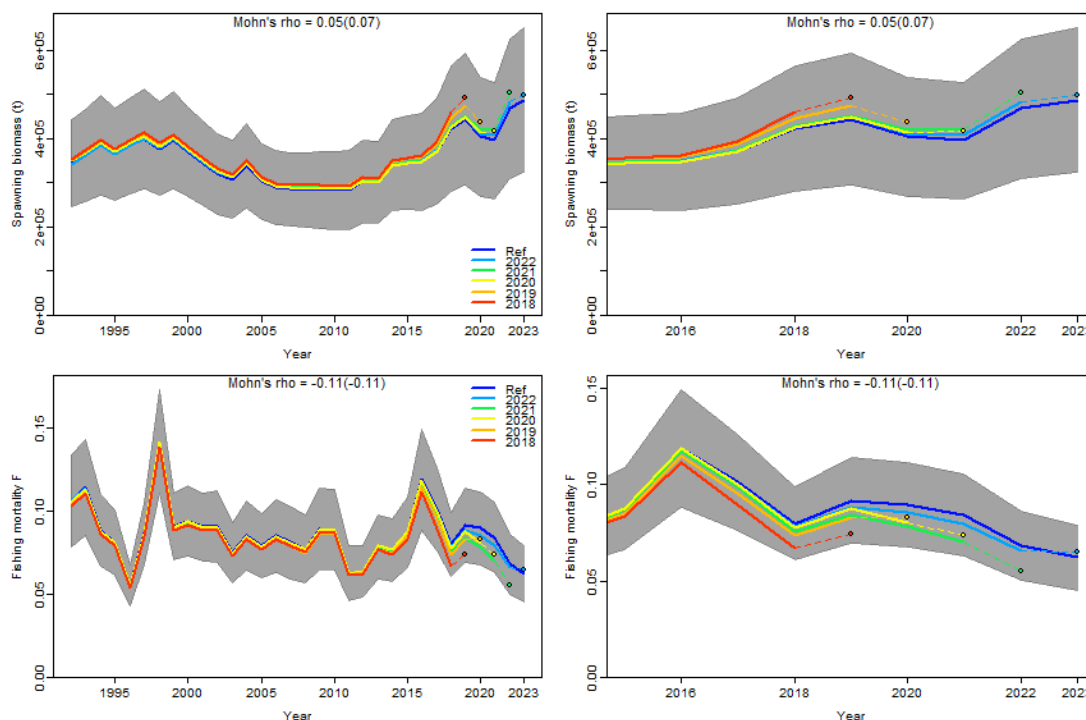 Mohn's rho = 0.05(0.07)
Spawning biomass (t)
6e+05
4e+05
2e+05
0e+00
Ref
2022
2021
2020
2019
2018
1995 2000 2005 2010 2015 2020 2023
Year
Mohn's rho = 0.05(0.07)
Spawning biomass (t)
6e+05
4e+05
2e+05
0e+00
2016 2018 2020 2022 2023
Year
Mohn's rho = -0.11(-0.11)
Fishing mortality F
0.15
0.10
0.05
0.00
Ref
2022
2021
2020
2019
2018
1995 2000 2005 2010 2015 2020 2023
Year
Mohn's rho = -0.11(-0.11)
Fishing mortality F
0.15
0.10
0.05
0.00
2016 2018 2020 2022 2023
Year